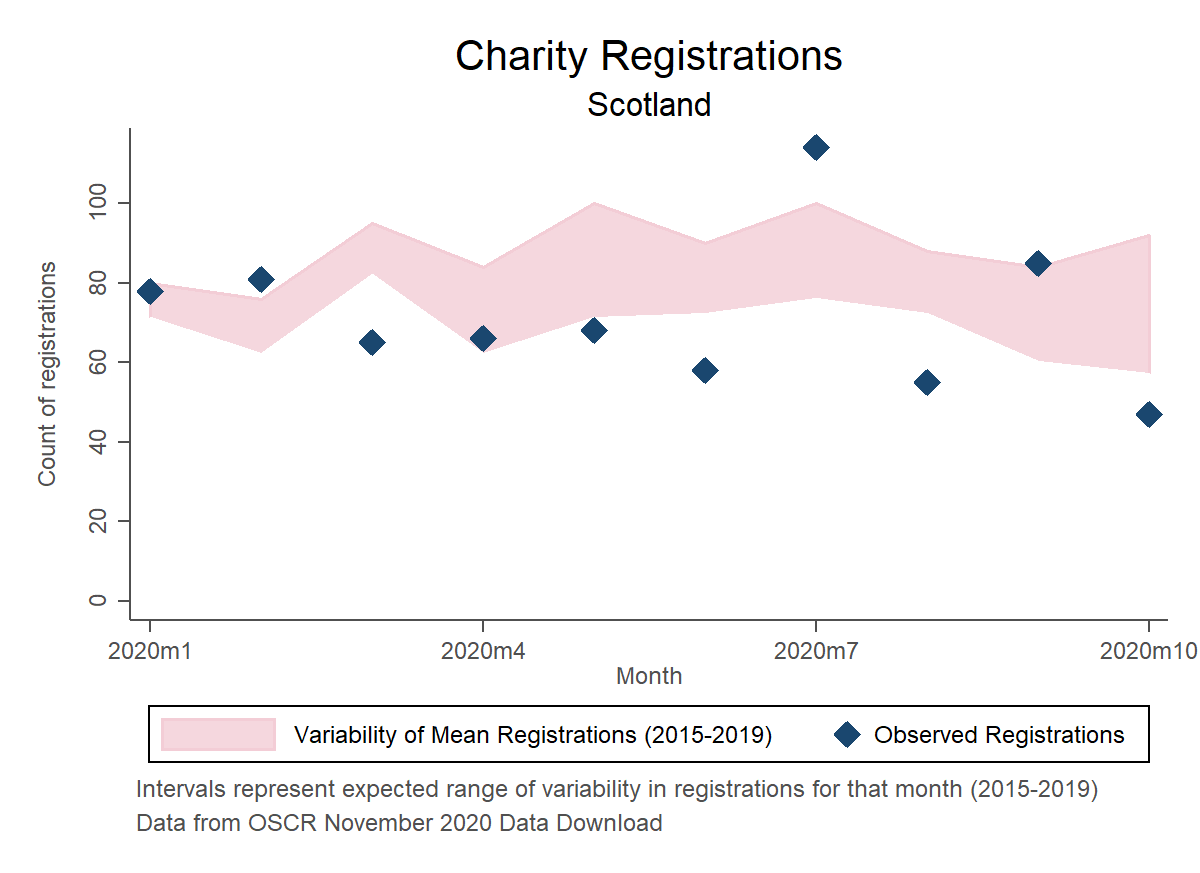 Charity Registrations
Scotland
Count of registrations
100
80
60
40
20
0
2020m1 2020m4 2020m7 2020m10
Month
Variability of Mean Registrations (2015-2019) Observed Registrations
Intervals represent expected range of variability in registrations for that month (2015-2019)
Data from OSCR November 2020 Data Download